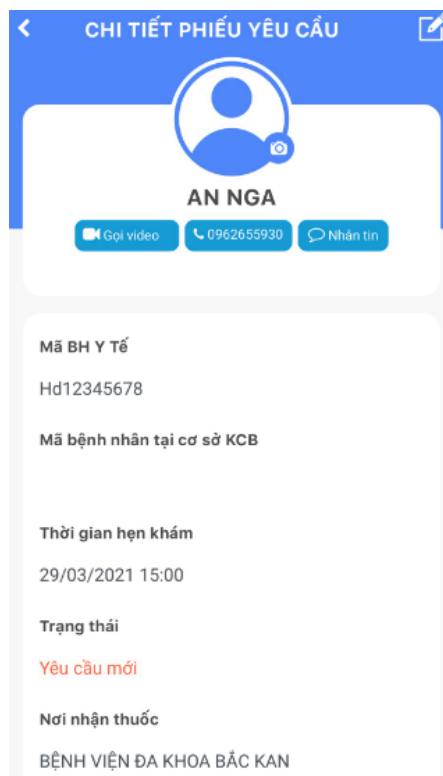 CHI TIẾT PHIẾU YÊU CẦU
AN NGA
Gọi video
0962655930
Nhắn tin
Mã BH Y Tế
Hd12345678
Mã bệnh nhân tại cơ sở KCB
Thời gian hẹn khám
29/03/2021 15:00
Trạng thái
Yêu cầu mới
Nơi nhận thuốc
BỆNH VIỆN ĐA KHOA BẮC KAN